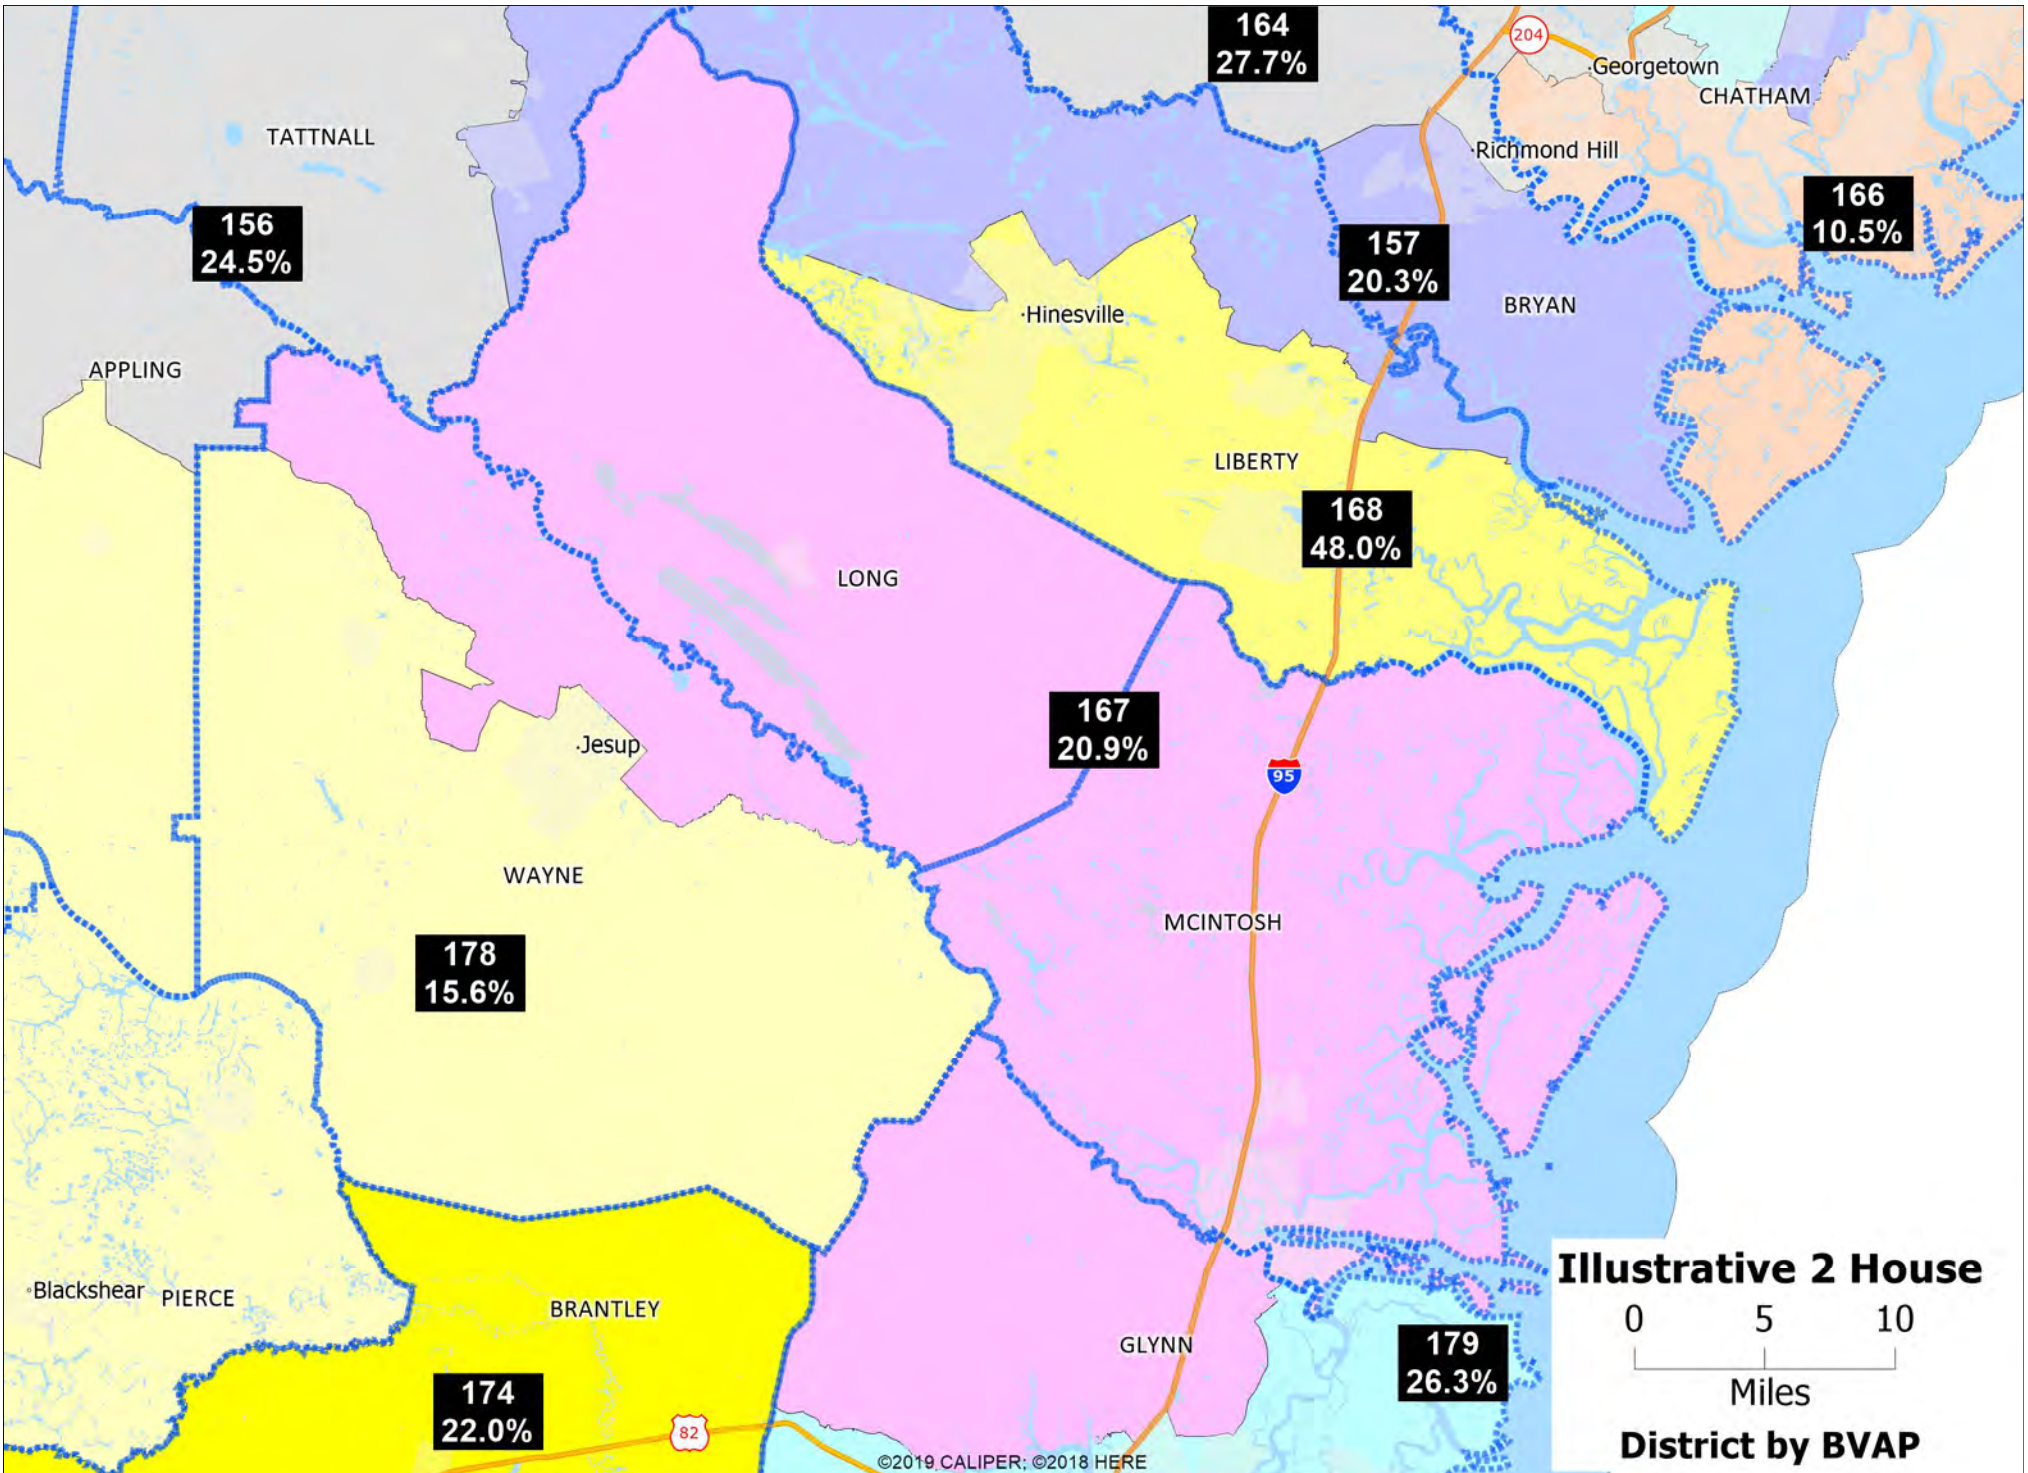 164
27.7%
204
Georgetown
CHATHAM
TATTNALL
Richmond Hill
156
24.5%
166
10.5%
157
20.3%
BRYAN
Hinesville
APPLING
LIBERTY
168
48.0%
LONG
167
20.9%
Jesup
95
WAYNE
MCINTOSH
178
15.6%
Illustrative 2 House
0 5 10
Miles
District by BVAP
Blackshear
PIERCE
BRANTLEY
GLYNN
179
26.3%
174
22.0%
82
©2019 CALIPER; ©2018 HERE